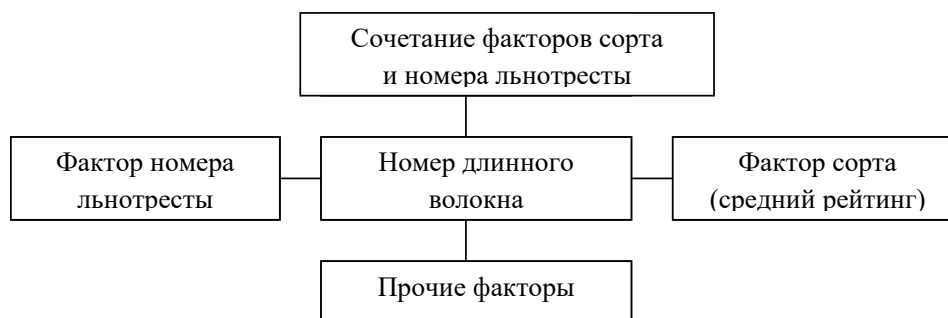 Сочетание факторов сорта
и номера льнотресты
Фактор номера
льнотресты
Номер длинного
волокна
Фактор сорта
(средний рейтинг)
Прочие факторы